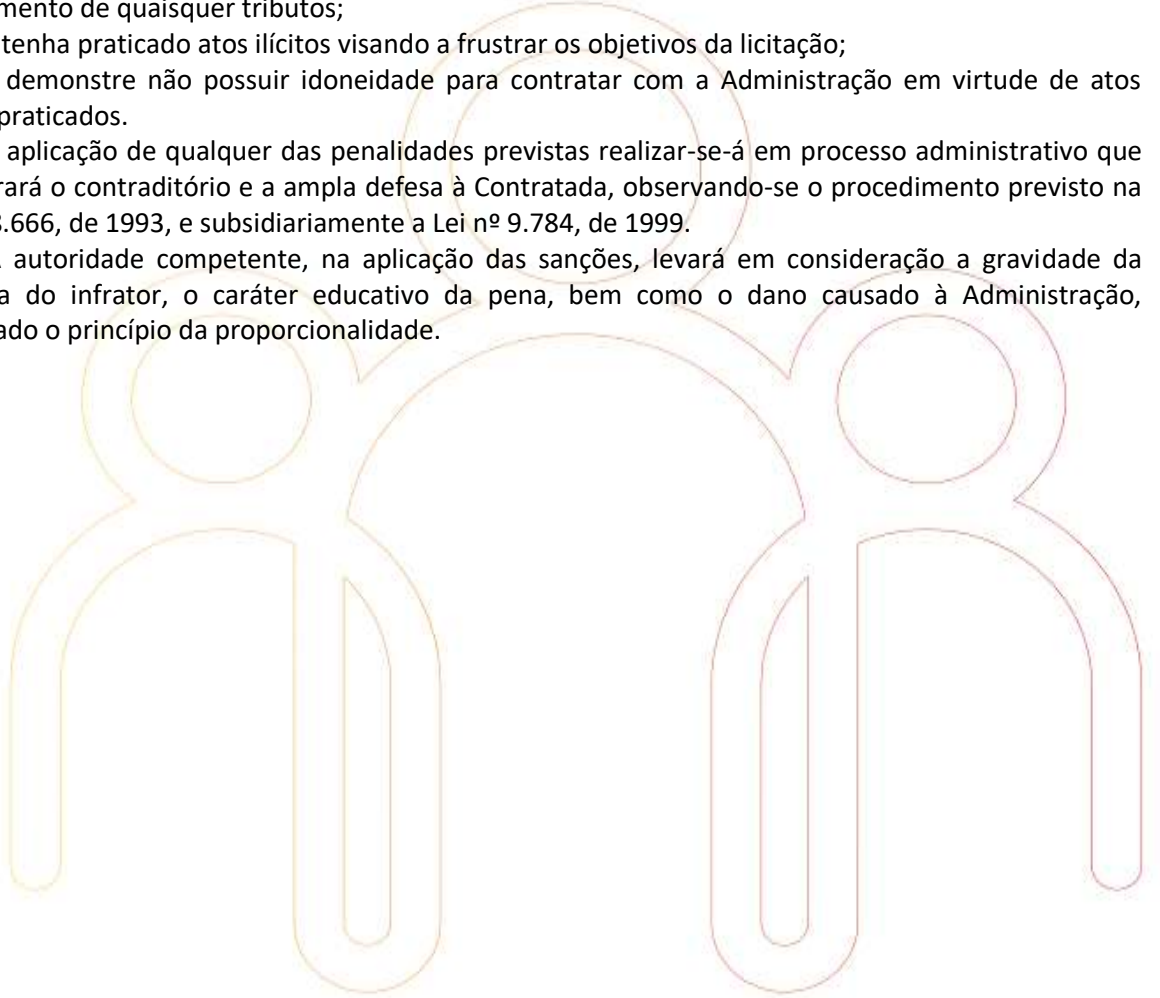 mento de quaisquer tributos;
tenha praticado atos ilícitos visando a frustrar os objetivos da licitação;
demonstre não possuir idoneidade para contratar com a Administração em virtude de atos
praticados.
aplicação de qualquer das penalidades previstas realizar-se-á em processo administrativo que
rará o contraditório e a ampla defesa à Contratada, observando-se o procedimento previsto na
.666, de 1993, e subsidiariamente a Lei nº 9.784, de 1999.
autoridade competente, na aplicação das sanções, levará em consideração a gravidade da
a do infrator, o caráter educativo da pena, bem como o dano causado à Administração,
ado o princípio da proporcionalidade.